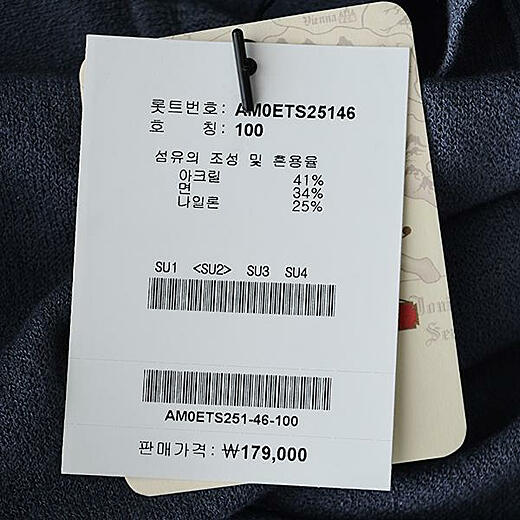 Vienna
롯트번호: AM0ETS25146
호 칭: 100
섬유의 조성 및 혼용율
아크릴 41%
면 34%
나일론 25%
SU1 <SU2> SU3 SU4
AM0ETS251-46-100
판매가격: ₩179,000